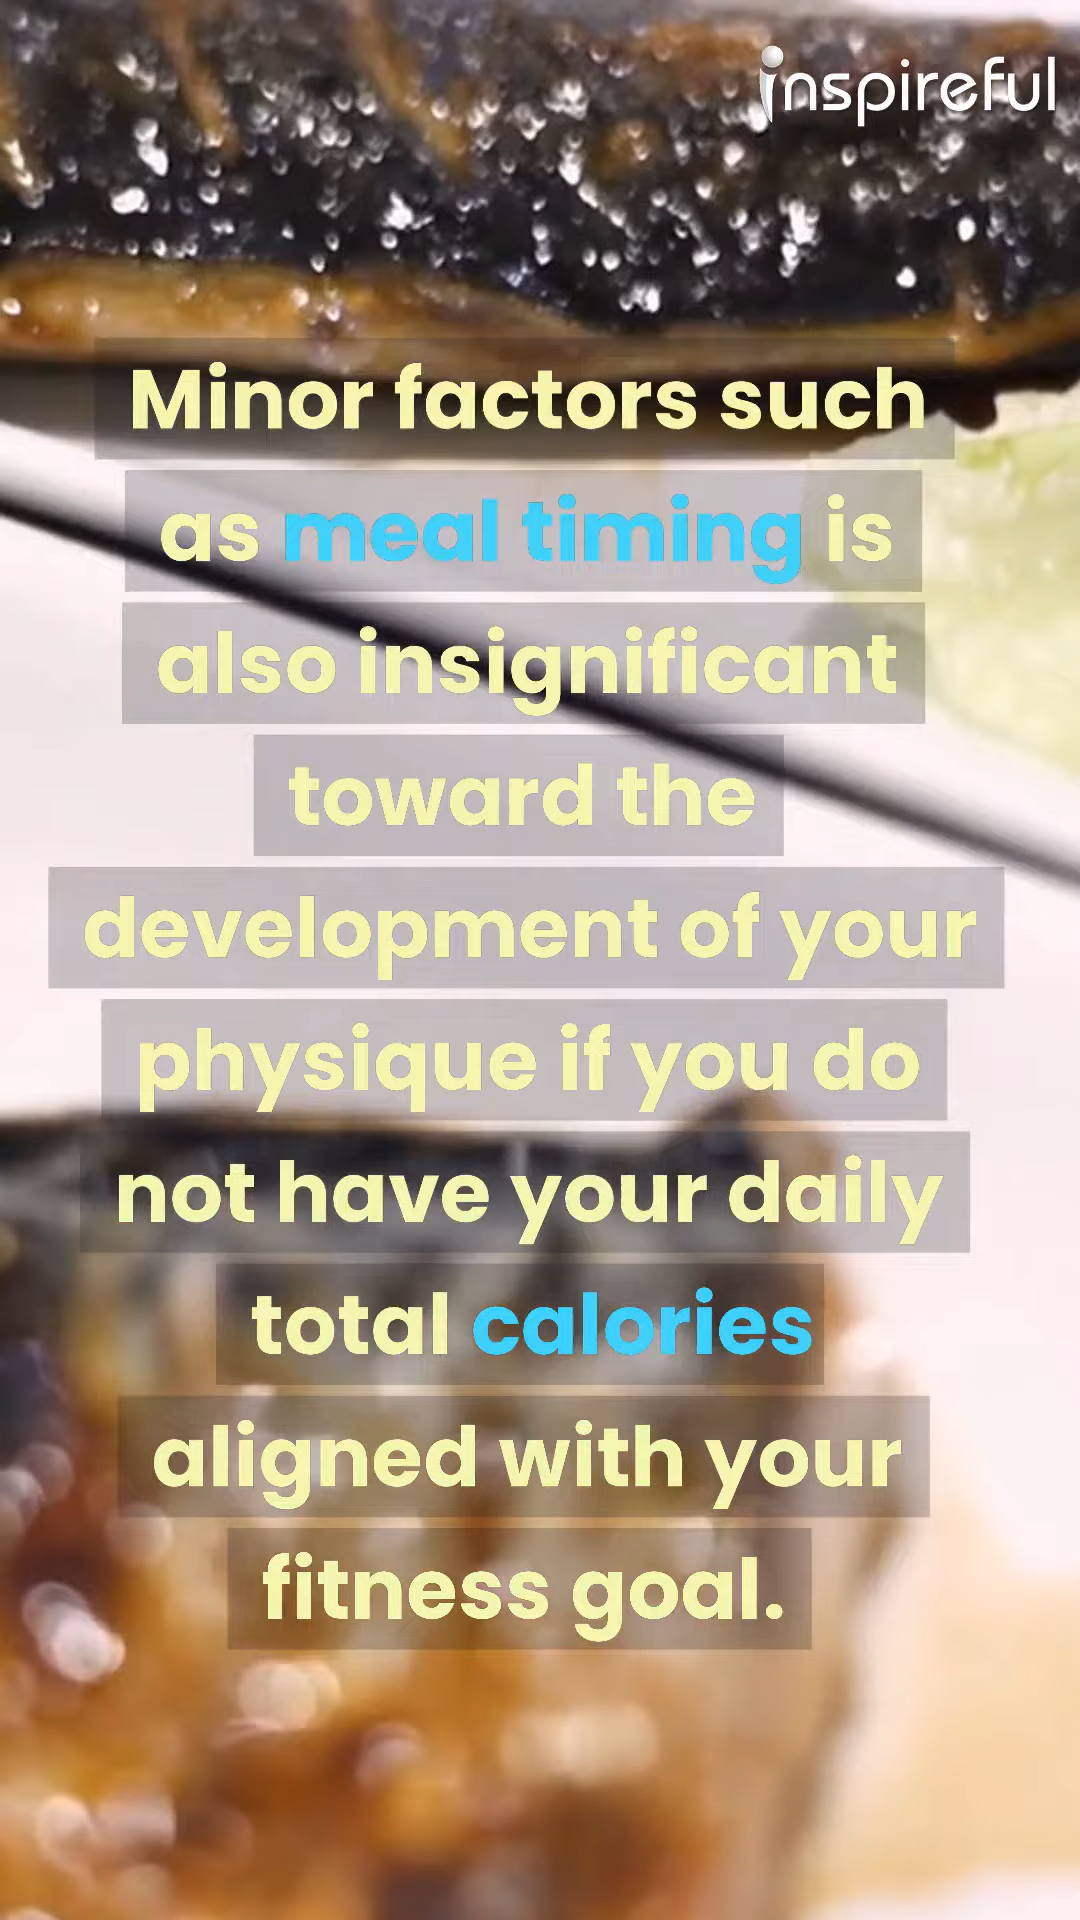 inspireful
Minor factors such
as meal timing is
also insignificant
toward the
development of your
physique if you do
not have your daily
total calories
aligned with your
fitness goal.